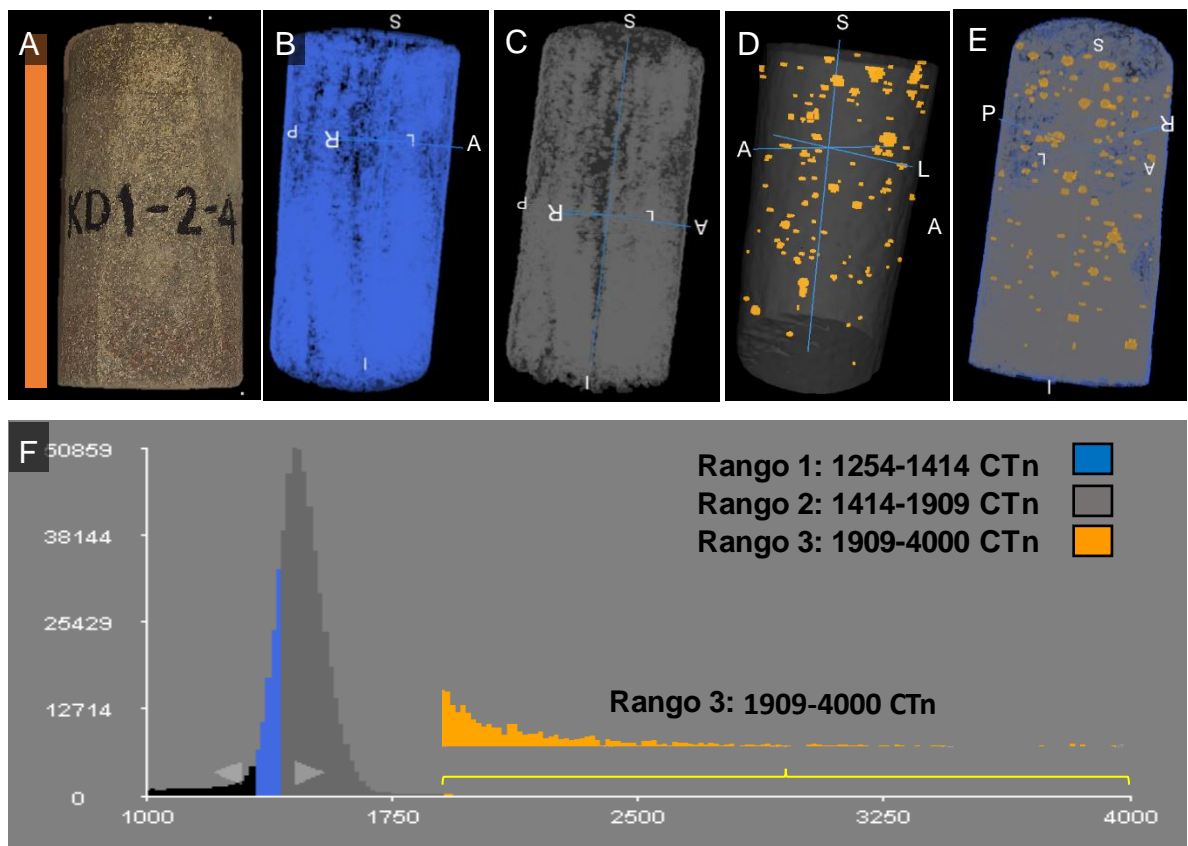 A
KD1-2-4
B
S
P
R
L
A
I
C
S
P
R
L
A
I
D
S
A
L
A
E
S
P
R
L
A
I
F
50859
38144
25429
12714
0
1000
1750
2500
3250
4000
Rango 1: 1254-1414 CTn
Rango 2: 1414-1909 CTn
Rango 3: 1909-4000 CTn
Rango 3: 1909-4000 CTn